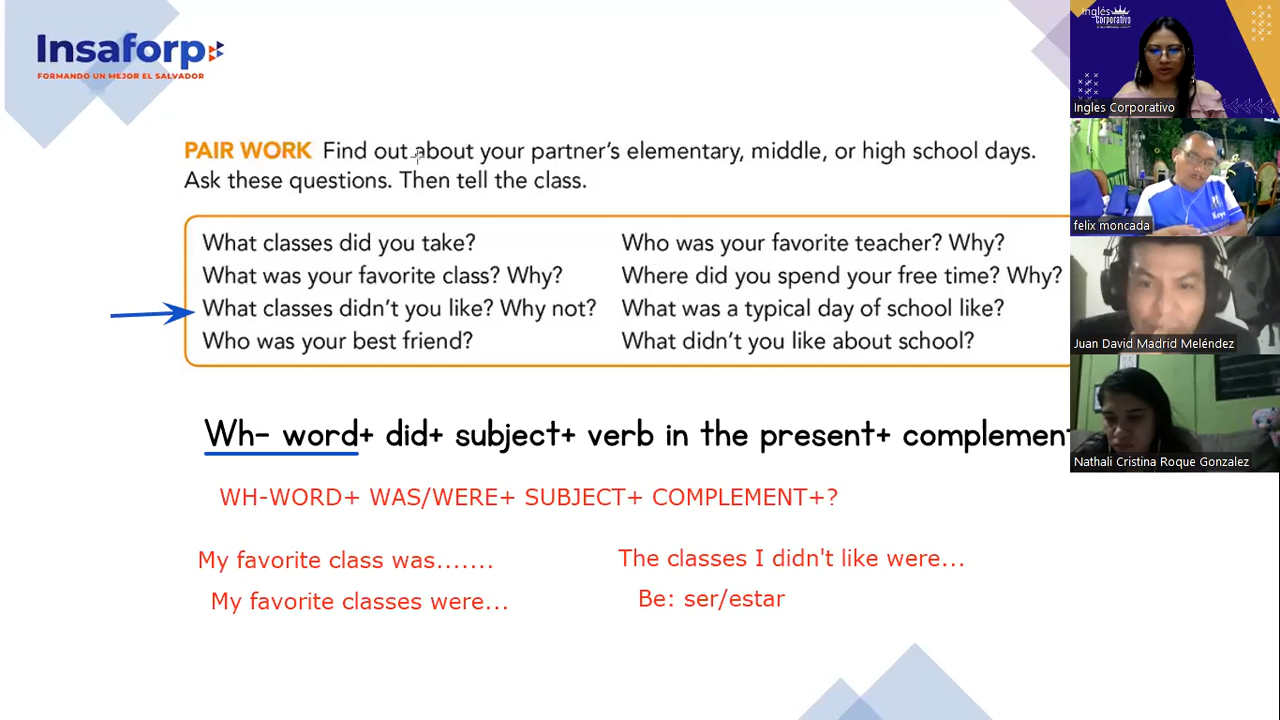 Insaforp
FORMANDO UN MEJOR EL SALVADOR
PAIR WORK Find out about your partner's elementary, middle, or high school days.
Ask these questions. Then tell the class.
What classes did you take?
What was your favorite class? Why?
What classes didn't you like? Why not?
Who was your best friend?
Who was your favorite teacher? Why?
Where did you spend your free time? Why?
What was a typical day of school like?
What didn't you like about school?
Wh- word+ did+ subject+ verb in the present+ complement
WH-WORD+ WAS/WERE+ SUBJECT+ COMPLEMENT+?
My favorite class was.......
My favorite classes were...
The classes I didn't like were...
Be: ser/estar
Inglés
Corporativo
Ingles Corporativo
felix moncada
Juan David Madrid Meléndez
Nathali Cristina Roque Gonzalez